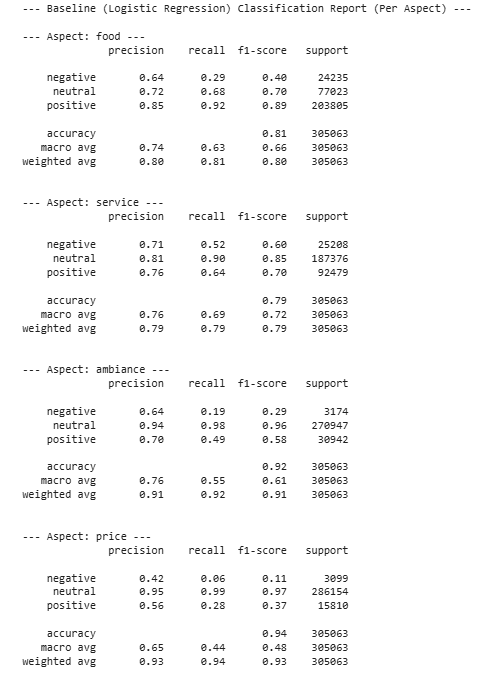 --- Baseline (Logistic Regression) Classification Report (Per Aspect) ---
--- Aspect: food ---
precision recall f1-score support
negative 0.64 0.29 0.40 24235
neutral 0.72 0.68 0.70 77023
positive 0.85 0.92 0.89 203805
accuracy 0.81 305063
macro avg 0.74 0.63 0.66 305063
weighted avg 0.80 0.81 0.80 305063
--- Aspect: service ---
precision recall f1-score support
negative 0.71 0.52 0.60 25208
neutral 0.81 0.90 0.85 187376
positive 0.76 0.64 0.70 92479
accuracy 0.79 305063
macro avg 0.76 0.69 0.72 305063
weighted avg 0.79 0.79 0.79 305063
--- Aspect: ambiance ---
precision recall f1-score support
negative 0.64 0.19 0.29 3174
neutral 0.94 0.98 0.96 270947
positive 0.70 0.49 0.58 30942
accuracy 0.92 305063
macro avg 0.76 0.55 0.61 305063
weighted avg 0.91 0.92 0.91 305063
--- Aspect: price ---
precision recall f1-score support
negative 0.42 0.06 0.11 3099
neutral 0.95 0.99 0.97 286154
positive 0.56 0.28 0.37 15810
accuracy 0.94 305063
macro avg 0.65 0.44 0.48 305063
weighted avg 0.93 0.94 0.93 305063